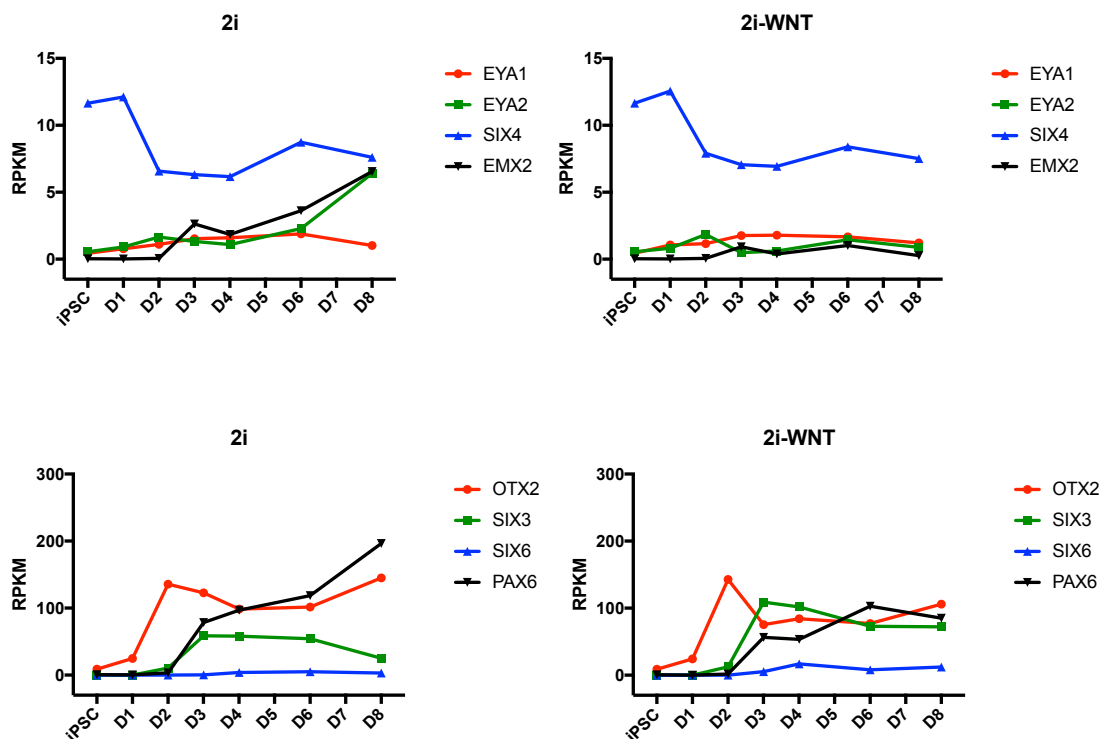 2i
RPKM
15
10
5
0
iPSC D1 D2 D3 D4 D5 D6 D7 D8
EYA1
EYA2
SIX4
EMX2
2i-WNT
RPKM
15
10
5
0
iPSC D1 D2 D3 D4 D5 D6 D7 D8
EYA1
EYA2
SIX4
EMX2
2i
RPKM
300
200
100
0
iPSC D1 D2 D3 D4 D5 D6 D7 D8
OTX2
SIX3
SIX6
PAX6
2i-WNT
RPKM
300
200
100
0
iPSC D1 D2 D3 D4 D5 D6 D7 D8
OTX2
SIX3
SIX6
PAX6